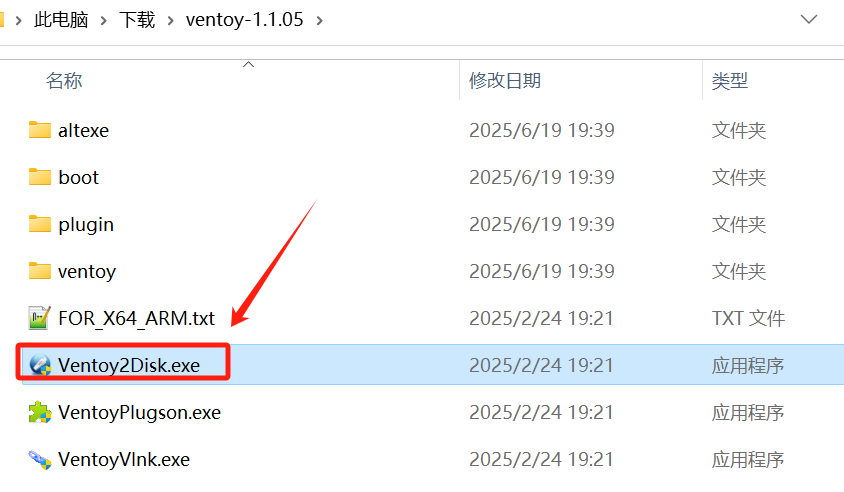 此电脑 > 下载 > ventoy-1.1.05 >
名称 修改日期 类型
altexe 2025/6/19 19:39 文件夹
boot 2025/6/19 19:39 文件夹
plugin 2025/6/19 19:39 文件夹
ventoy 2025/6/19 19:39 文件夹
FOR_X64_ARM.txt 2025/2/24 19:21 TXT 文件
Ventoy2Disk.exe 2025/2/24 19:21 应用程序
VentoyPlugson.exe 2025/2/24 19:21 应用程序
VentoyVlnk.exe 2025/2/24 19:21 应用程序